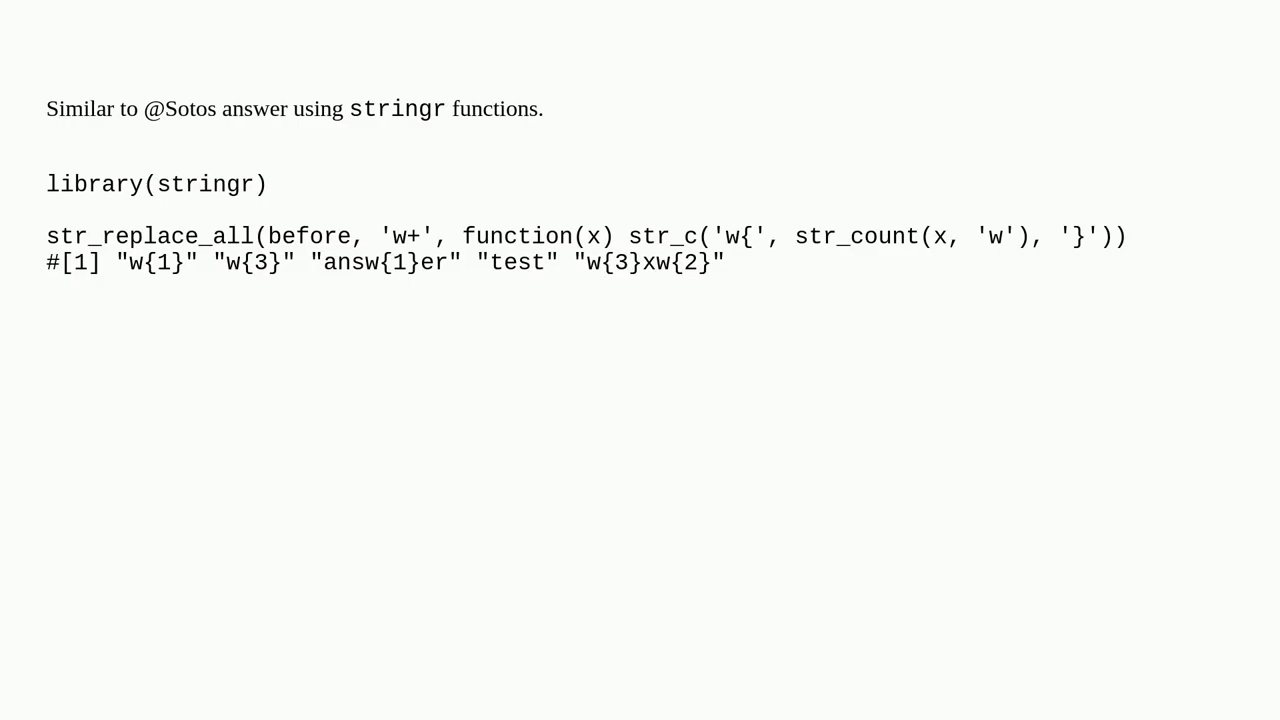 Similar to @Sotos answer using stringr functions.
library(stringr)
str_replace_all(before, 'w+', function(x) str_c('w{', str_count(x, 'w'), '}'))
#[1] "w{1}" "w{3}" "answ{1}er" "test" "w{3}xw{2}"